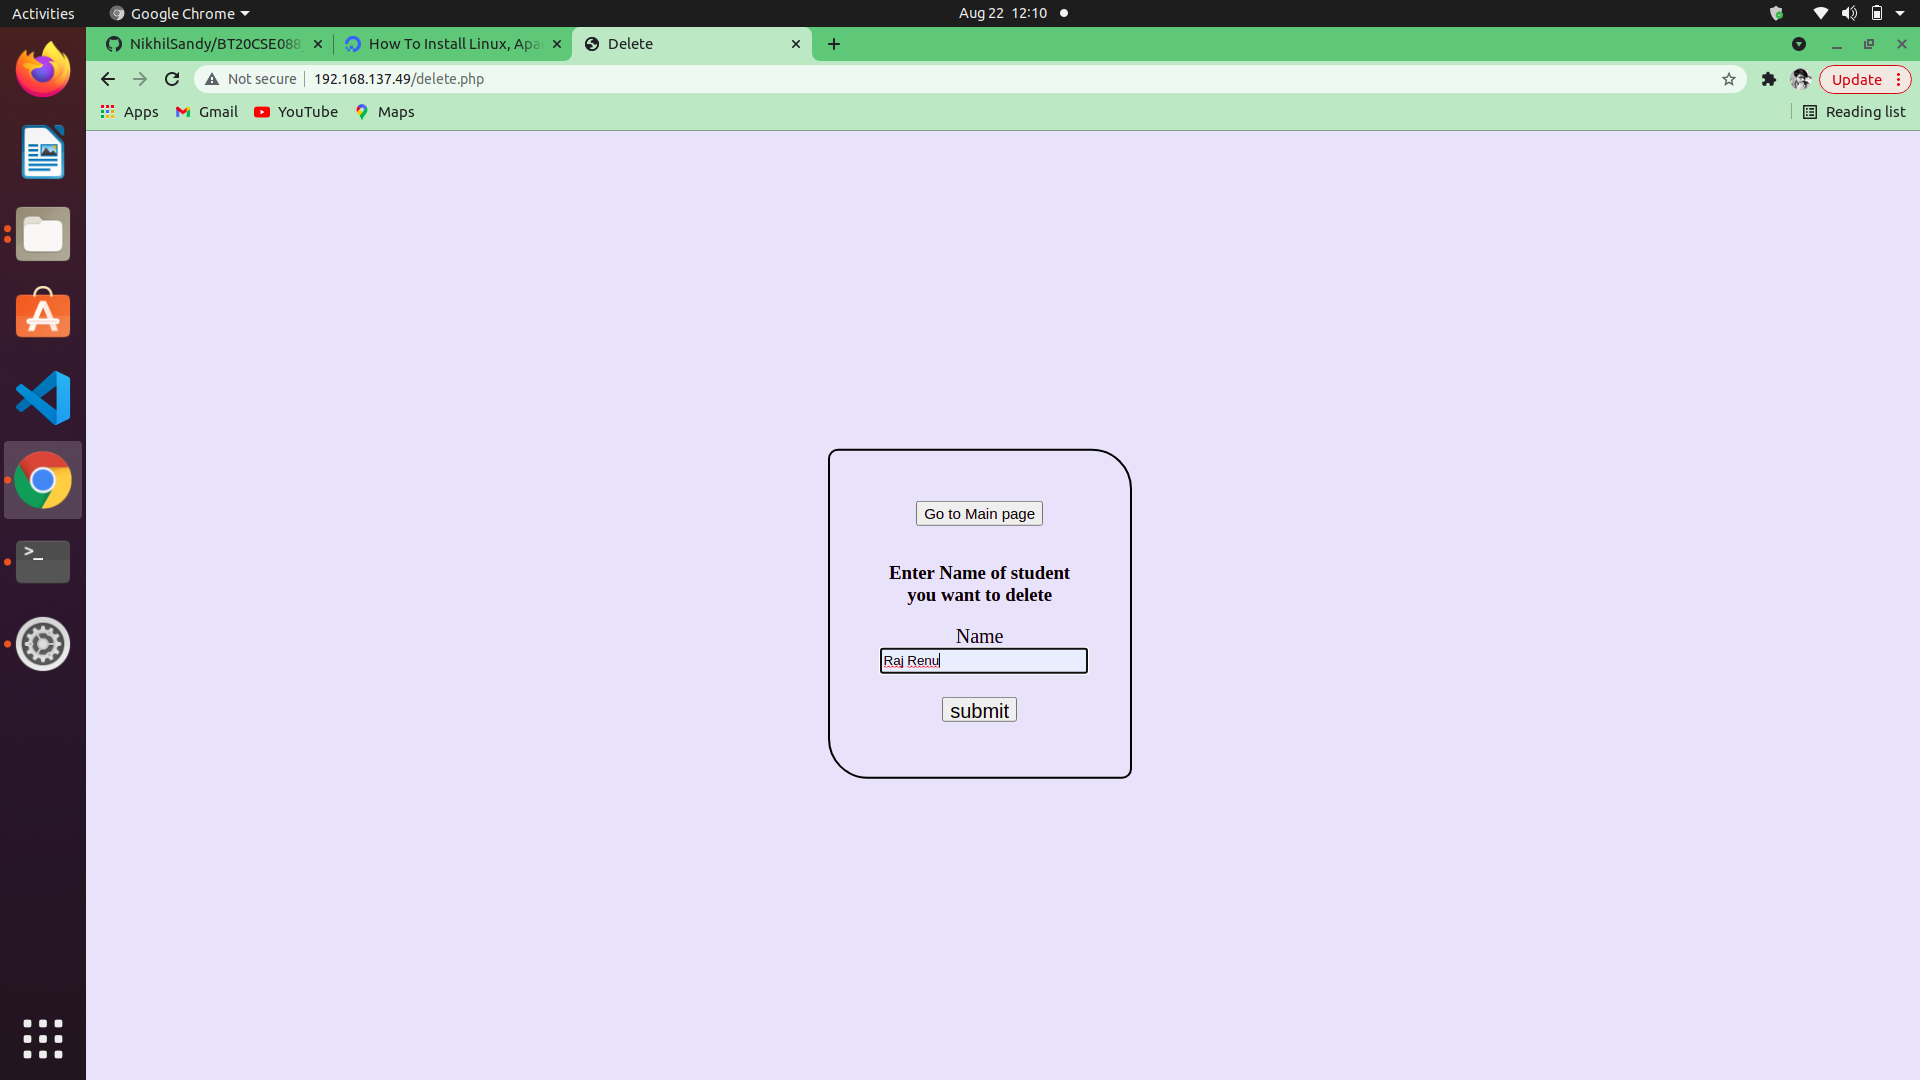 Activities
Google Chrome
Aug 22 12:10
NikhilSandy/BT20CSE088
How To Install Linux, Apa
Delete
Not secure
192.168.137.49/delete.php
Update
Apps
Gmail
YouTube
Maps
Reading list
Go to Main page
Enter Name of student
you want to delete
Name
Raj Renu
submit
>_